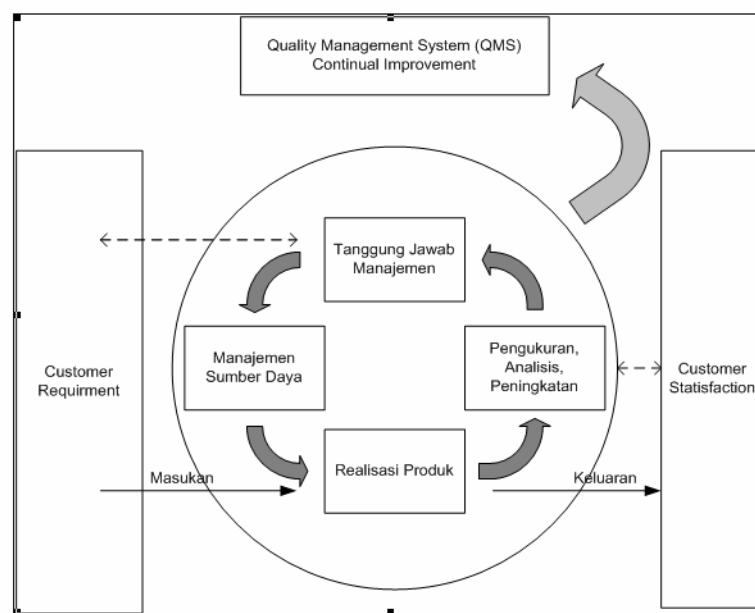 Quality Management System (QMS)
Continual Improvement
Tanggung Jawab
Manajemen
Manajemen
Sumber Daya
Pengukuran,
Analisis,
Peningkatan
Customer
Requirment
Customer
Statisfaction
Realisasi Produk
Masukan
Keluaran